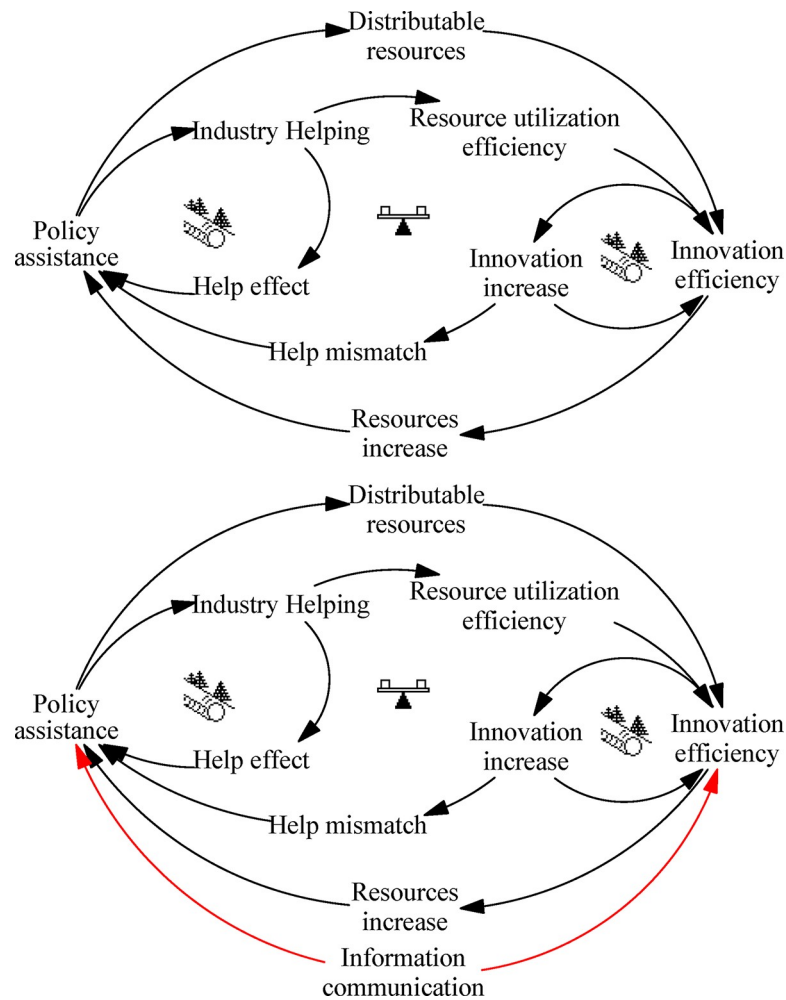 Distributable
resources
Industry Helping
Resource utilization
efficiency
Policy
assistance
Innovation
increase
Innovation
efficiency
Help effect
Help mismatch
Resources
increase
Distributable
resources
Industry Helping
Resource utilization
efficiency
Policy
assistance
Innovation
increase
Innovation
efficiency
Help effect
Help mismatch
Resources
increase
Information
communication